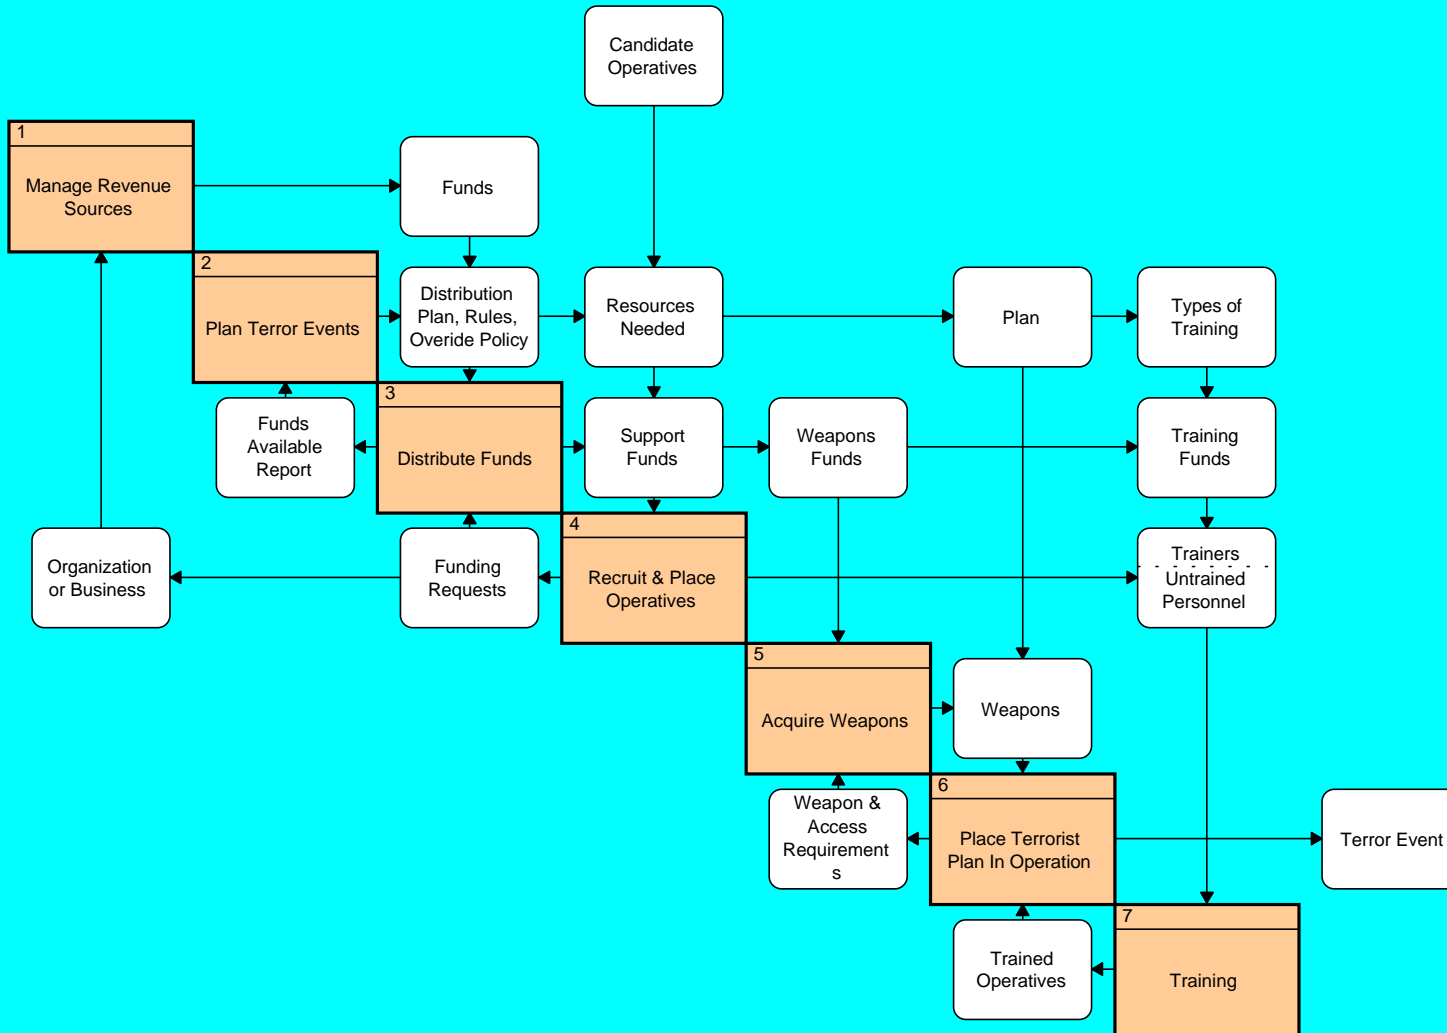 Candidate
Operatives
1
Manage Revenue
Sources
Funds
2
Plan Terror Events
Distribution
Plan, Rules,
Overide Policy
Resources
Needed
Plan
Types of
Training
Funds
Available
Report
3
Distribute Funds
Support
Funds
Weapons
Funds
Training
Funds
Organization
or Business
Funding
Requests
4
Recruit & Place
Operatives
Trainers
Untrained
Personnel
5
Acquire Weapons
Weapons
Weapon &
Access
Requirement
s
6
Place Terrorist
Plan In Operation
Terror Event
Trained
Operatives
7
Training